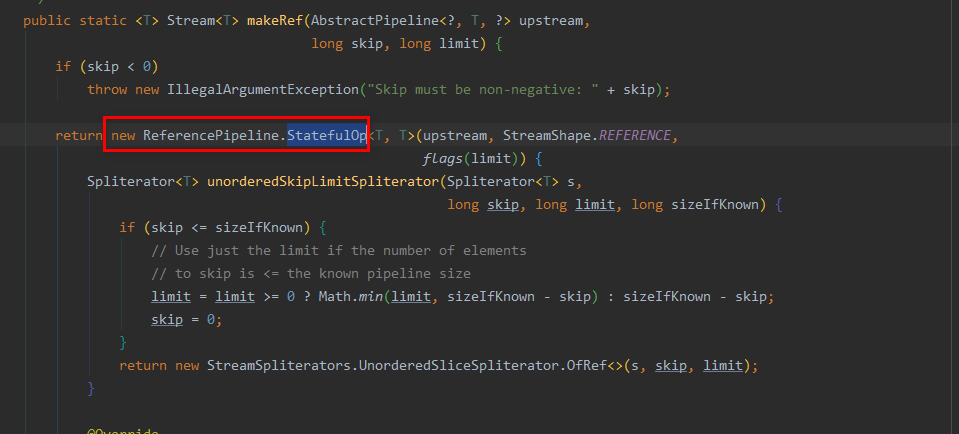 public static <T> Stream<T> makeRef(AbstractPipeline<?, T, ?> upstream,
long skip, long limit) {
if (skip < 0)
throw new IllegalArgumentException("Skip must be non-negative: " + skip);
return new ReferencePipeline.StatefulOp<T, T>(upstream, StreamShape.REFERENCE,
flags(limit)) {
Spliterator<T> unorderedSkipLimitSpliterator(Spliterator<T> s,
long skip, long limit, long sizeIfKnown) {
if (skip <= sizeIfKnown) {
// Use just the limit if the number of elements
// to skip is <= the known pipeline size
limit = limit >= 0 ? Math.min(limit, sizeIfKnown - skip) : sizeIfKnown - skip;
skip = 0;
}
return new StreamSpliterators.UnorderedSliceSpliterator.OfRef<>(s, skip, limit);
}
@Override